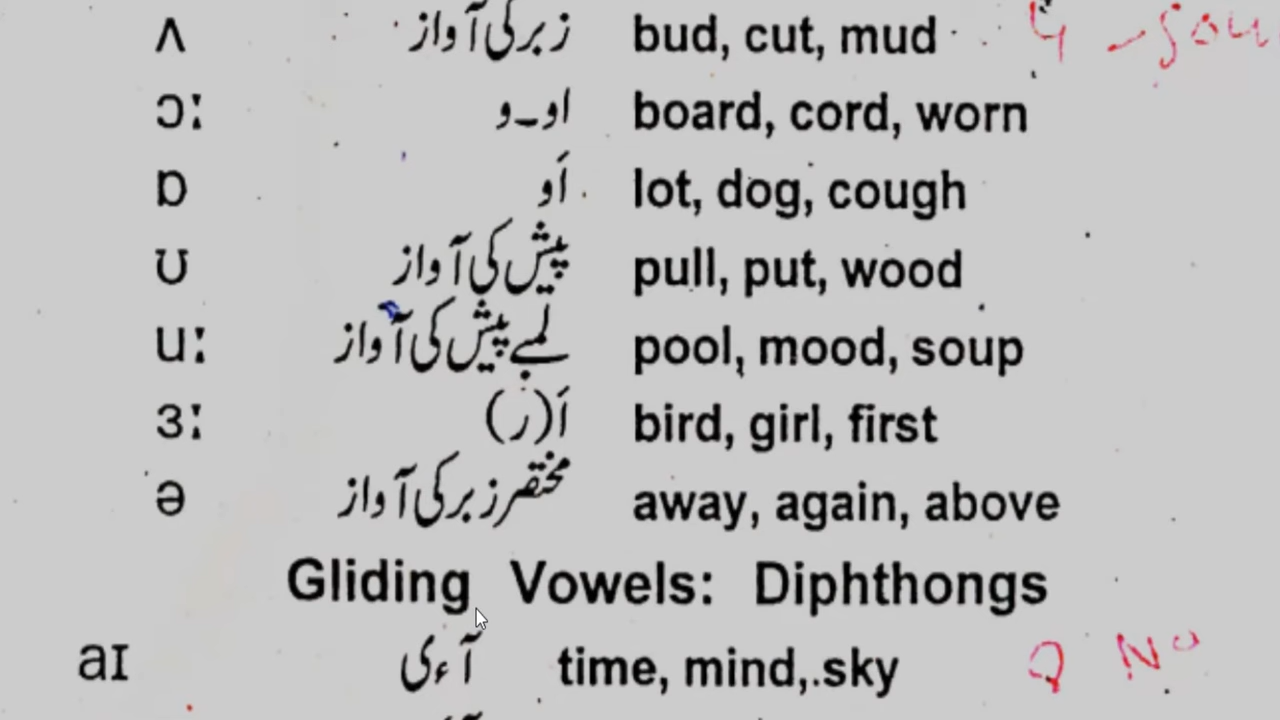 ʌ زبر کی آواز bud, cut, mud
ɔː او۔و board, cord, worn
ɒ اَو lot, dog, cough
ʊ پیش کی آواز pull, put, wood
uː لمبے پیش کی آواز pool, mood, soup
ɜː اَ(ر) bird, girl, first
ə مختصر زبر کی آواز away, again, above
Gliding Vowels: Diphthongs
aɪ آءی time, mind, sky
Q No